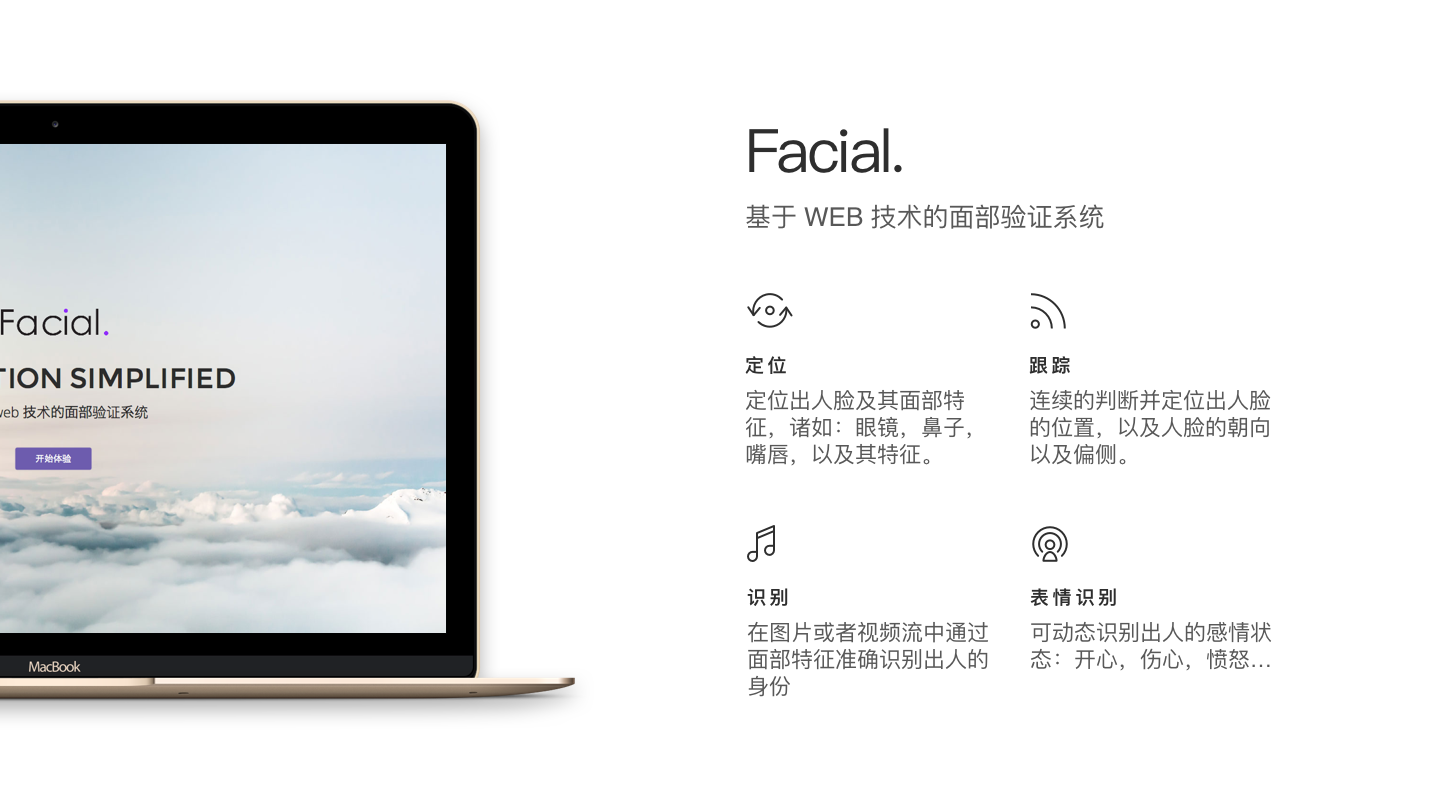 Facial.
TION SIMPLIFIED
web 技术的面部验证系统
开始体验
MacBook
Facial.
基于 WEB 技术的面部验证系统
定位
定位出人脸及其面部特
征，诸如：眼镜，鼻子，
嘴唇，以及其特征。
跟踪
连续的判断并定位出人脸
的位置，以及人脸的朝向
以及偏侧。
识别
在图片或者视频流中通过
面部特征准确识别出人的
身份
表情识别
可动态识别出人的感情状
态：开心，伤心，愤怒...